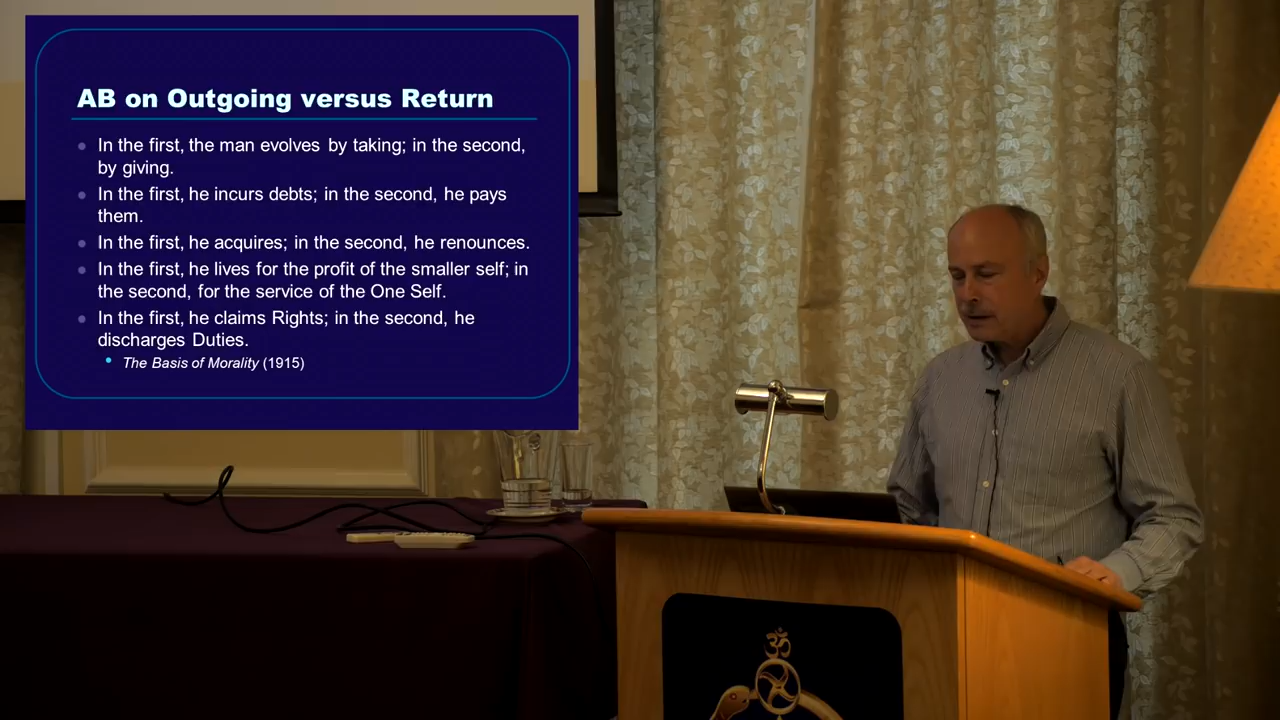 AB on Outgoing versus Return
In the first, the man evolves by taking; in the second,
by giving.
In the first, he incurs debts; in the second, he pays
them.
In the first, he acquires; in the second, he renounces.
In the first, he lives for the profit of the smaller self; in
the second, for the service of the One Self.
In the first, he claims Rights; in the second, he
discharges Duties.
The Basis of Morality (1915)
ॐ